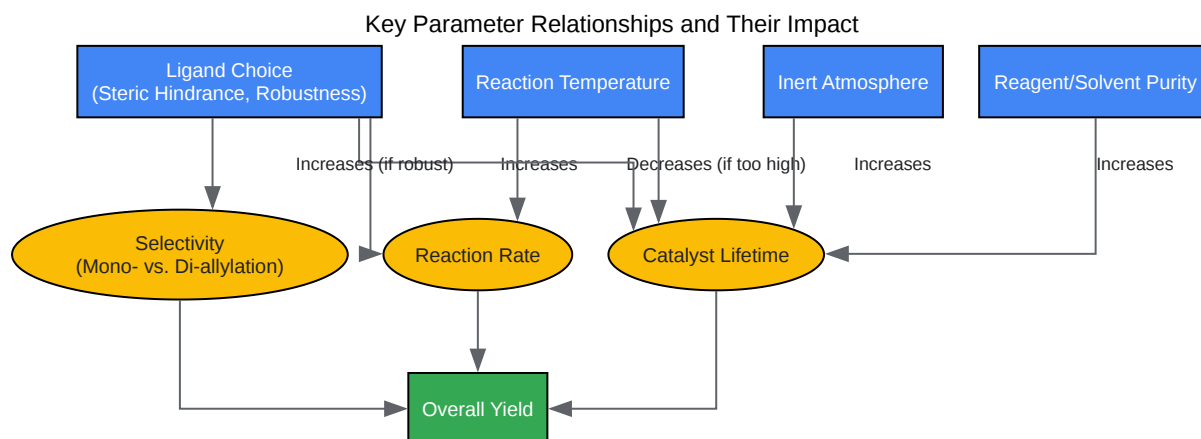 Key Parameter Relationships and Their Impact
Ligand Choice
(Steric Hindrance, Robustness)
Reaction Temperature
Inert Atmosphere
Reagent/Solvent Purity
Increases (if robust)
Increases
Decreases (if too high)
Increases
Increases
Selectivity
(Mono- vs. Di-allylation)
Reaction Rate
Catalyst Lifetime
Overall Yield